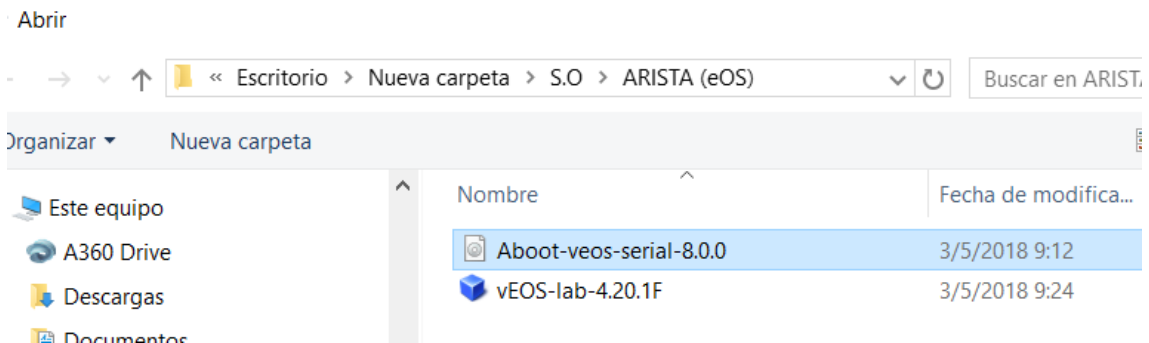 Abrir
« Escritorio > Nueva carpeta > S.O > ARISTA (eOS)
Buscar en ARISTA
Organizar
Nueva carpeta
Nombre
Fecha de modifica...
Este equipo
A360 Drive
Descargas
Documentos
Aboot-veos-serial-8.0.0 3/5/2018 9:12
vEOS-lab-4.20.1F 3/5/2018 9:24